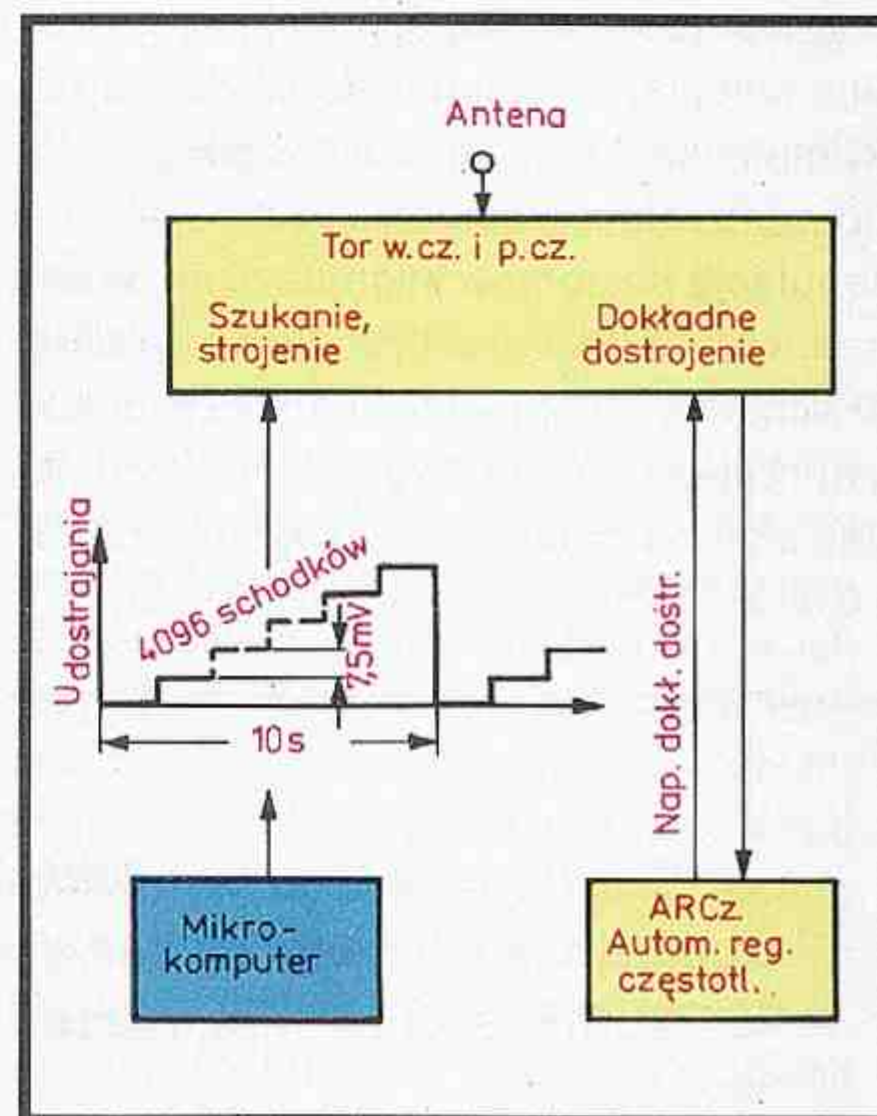 Antena
Tor w.cz. i p.cz.
Szukanie,
strojenie
Dokładne
dostrojenie
Udostrajania
4096 schodków
7,5mV
10s
Nap. dokł. dostr.
Mikro-
komputer
ARCz.
Autom. reg.
częstotl.